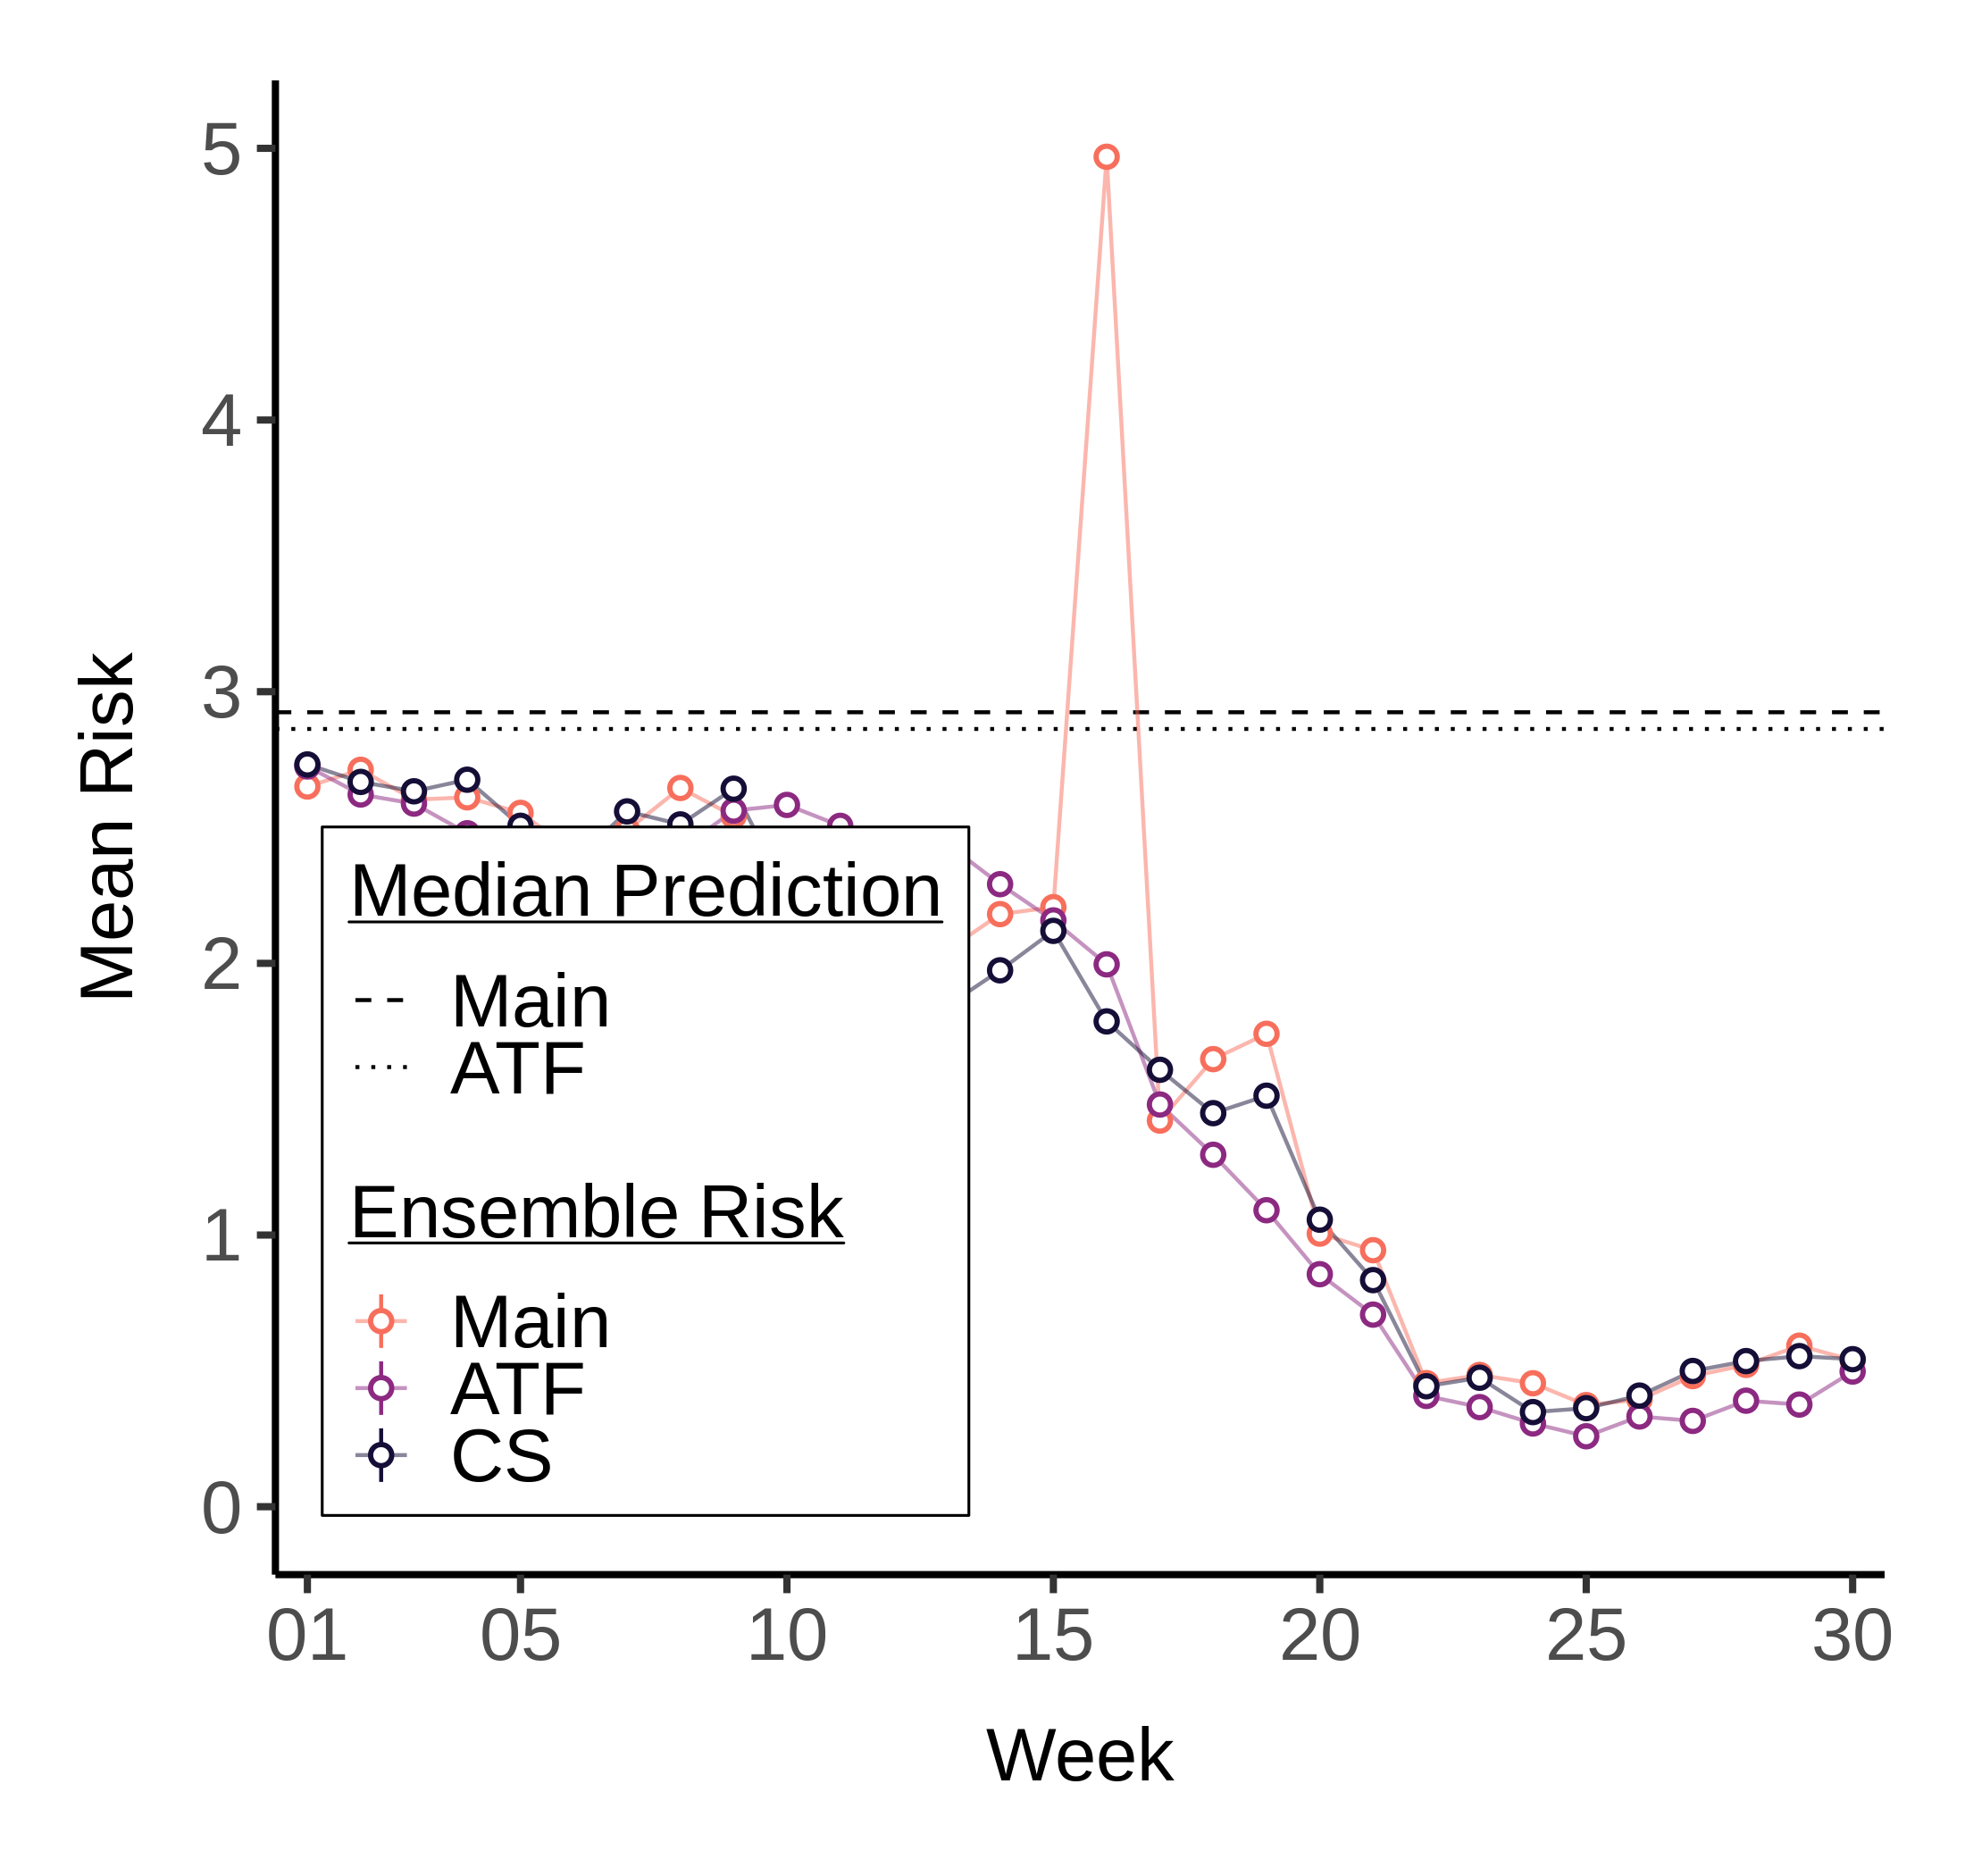 5
4
3
2
1
0
Mean Risk
Median Prediction
Main
ATF
Ensemble Risk
Main
ATF
CS
01 05 10 15 20 25 30
Week